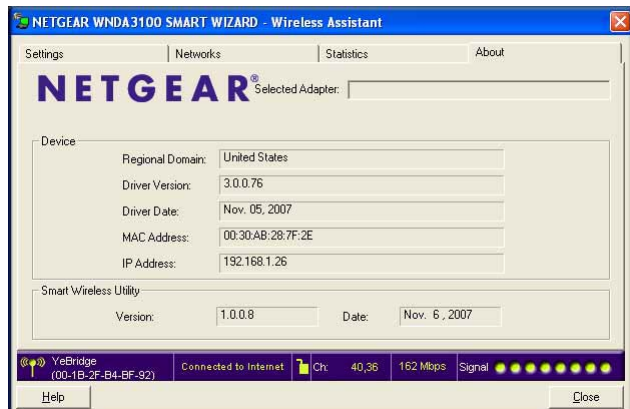 NETGEAR WNDA3100 SMART WIZARD - Wireless Assistant
Settings Networks Statistics About
NETGEAR® Selected Adapter:
Device
Regional Domain: United States
Driver Version: 3.0.0.76
Driver Date: Nov. 05, 2007
MAC Address: 00:30:AB:28:7F:2E
IP Address: 192.168.1.26
Smart Wireless Utility
Version: 1.0.0.8 Date: Nov. 6 , 2007
YeBridge
(00-1B-2F-B4-BF-92) Connected to Internet Ch: 40,36 162 Mbps Signal
Help Close